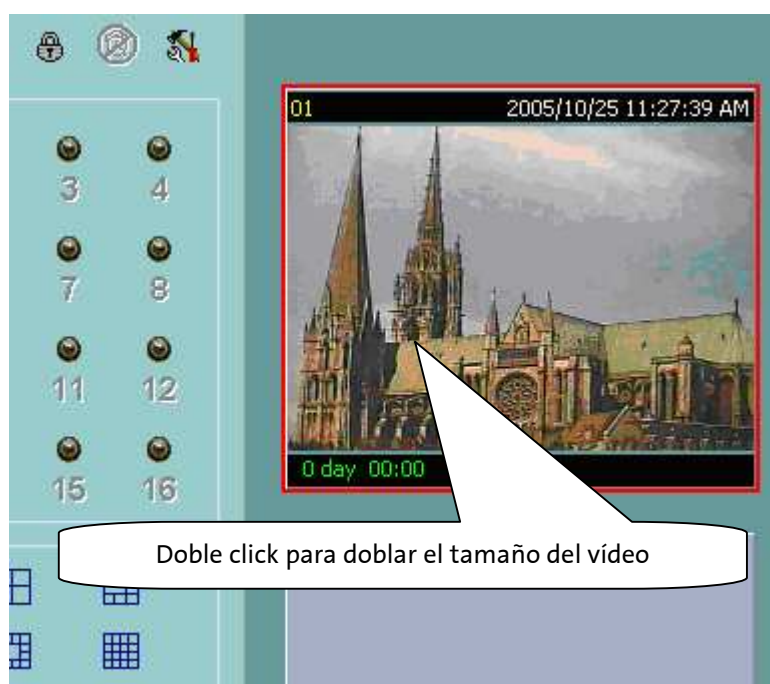 01 2005/10/25 11:27:39 AM
3 4
7 8
11 12
15 16
0 day 00:00
Doble click para doblar el tamaño del vídeo